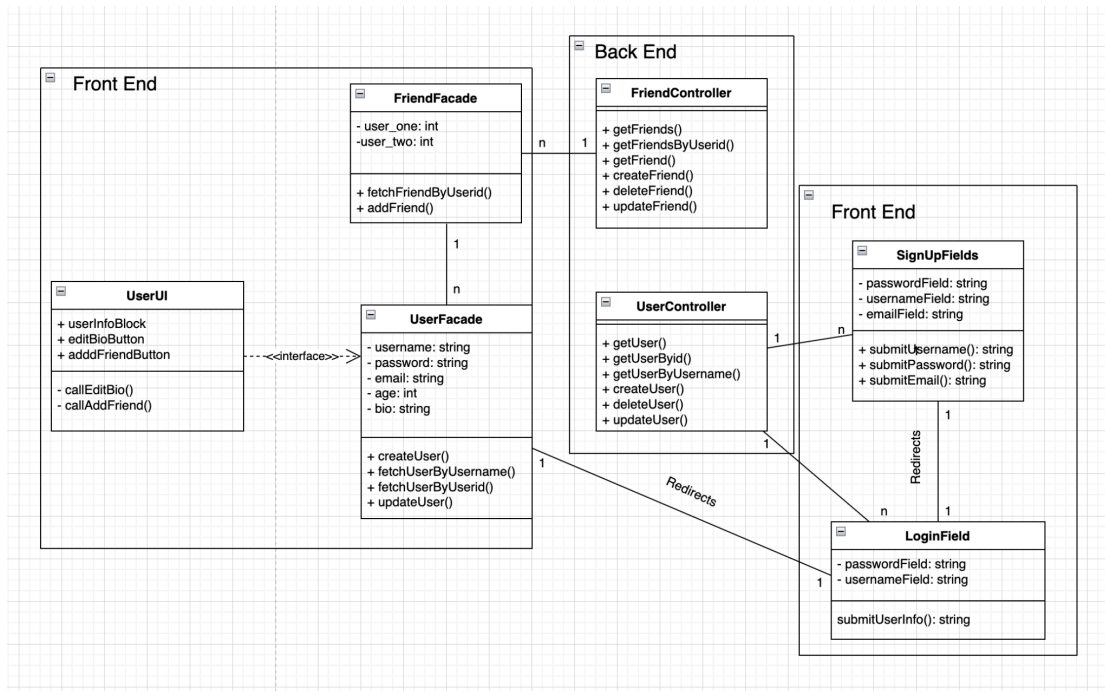 Front End
FriendFacade
- user_one: int
-user_two: int
+ fetchFriendByUserid()
+ addFriend()
1
n
UserUI
+ userInfoBlock
+ editBioButton
+ adddFriendButton
- callEditBio()
- callAddFriend()
<<interface>>
UserFacade
- username: string
- password: string
- email: string
- age: int
- bio: string
+ createUser()
+ fetchUserByUsername()
+ fetchUserByUserid()
+ updateUser()
n
1
Back End
FriendController
+ getFriends()
+ getFriendsByUserid()
+ getFriend()
+ createFriend()
+ deleteFriend()
+ updateFriend()
UserController
+ getUser()
+ getUserByid()
+ getUserByUsername()
+ createUser()
+ deleteUser()
+ updateUser()
1
n
1
n
1
Redirects
1
Front End
SignUpFields
- passwordField: string
- usernameField: string
- emailField: string
+ submitUsername(): string
+ submitPassword(): string
+ submitEmail(): string
1
Redirects
1
LoginField
- passwordField: string
- usernameField: string
submitUserInfo(): string